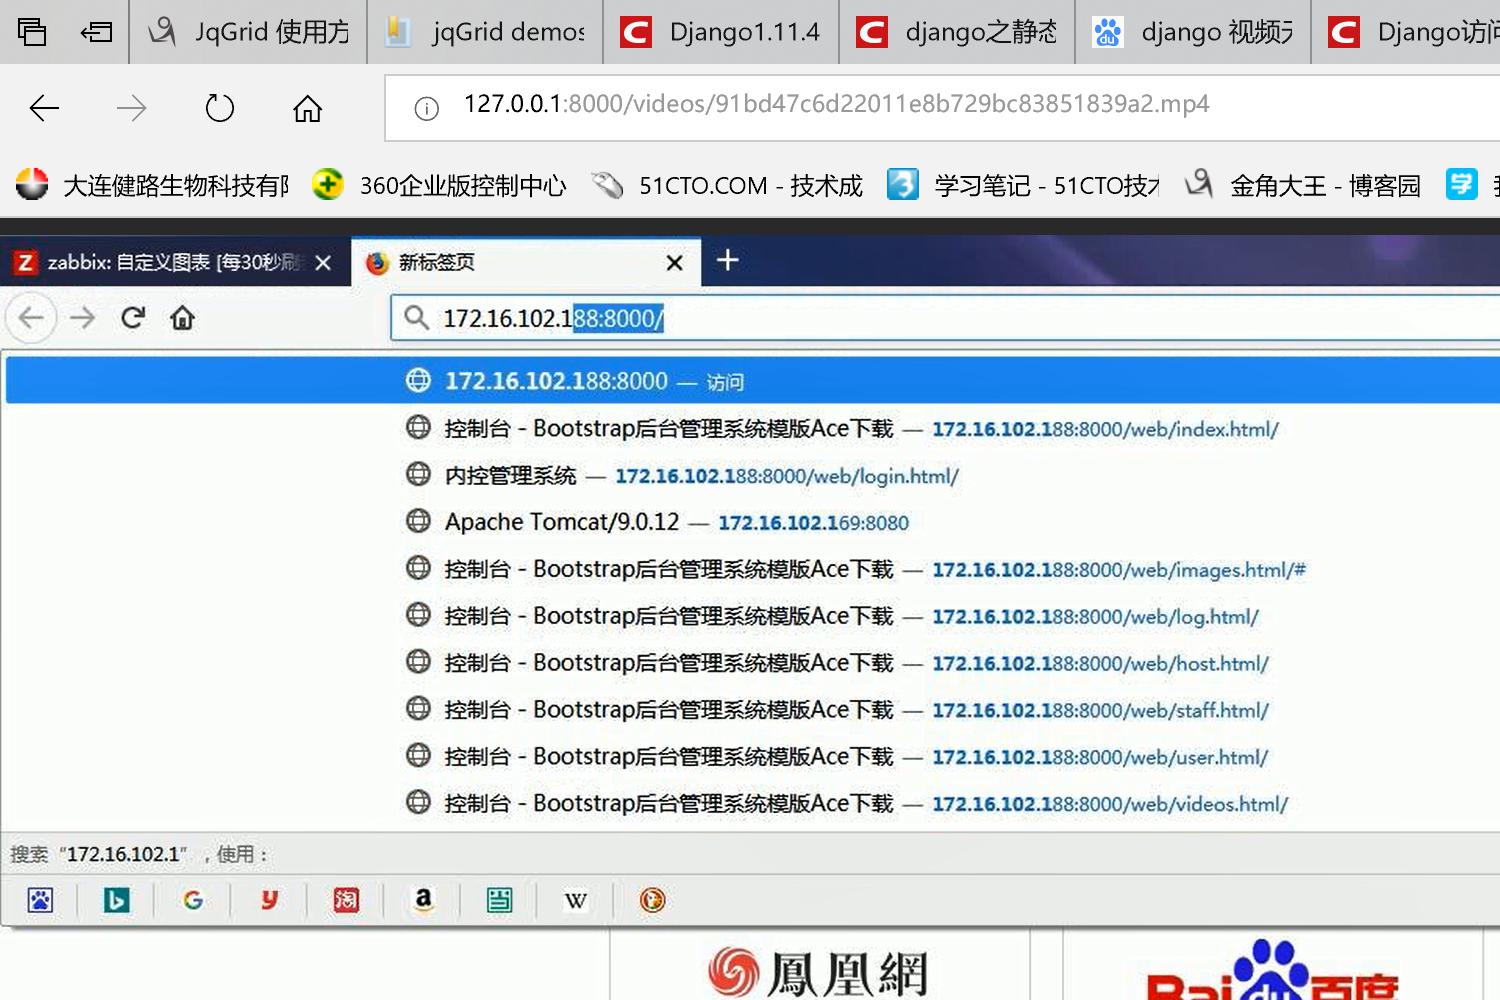 JqGrid 使用方
jqGrid demos
Django1.11.4
django之静态
django 视频无
Django访问
127.0.0.1:8000/videos/91bd47c6d22011e8b729bc83851839a2.mp4
大连健路生物科技有
360企业版控制中心
51CTO.COM - 技术成
学习笔记 - 51CTO技
金角大王 - 博客园
学
zabbix: 自定义图表 [每30秒刷
新标签页
172.16.102.188:8000/
172.16.102.188:8000 — 访问
控制台 - Bootstrap后台管理系统模版Ace下载 — 172.16.102.188:8000/web/index.html/
内控管理系统 — 172.16.102.188:8000/web/login.html/
Apache Tomcat/9.0.12 — 172.16.102.169:8080
控制台 - Bootstrap后台管理系统模版Ace下载 — 172.16.102.188:8000/web/images.html/#
控制台 - Bootstrap后台管理系统模版Ace下载 — 172.16.102.188:8000/web/log.html/
控制台 - Bootstrap后台管理系统模版Ace下载 — 172.16.102.188:8000/web/host.html/
控制台 - Bootstrap后台管理系统模版Ace下载 — 172.16.102.188:8000/web/staff.html/
控制台 - Bootstrap后台管理系统模版Ace下载 — 172.16.102.188:8000/web/user.html/
控制台 - Bootstrap后台管理系统模版Ace下载 — 172.16.102.188:8000/web/videos.html/
搜索 “172.16.102.1” ，使用：
鳳凰網
Bai du 百度